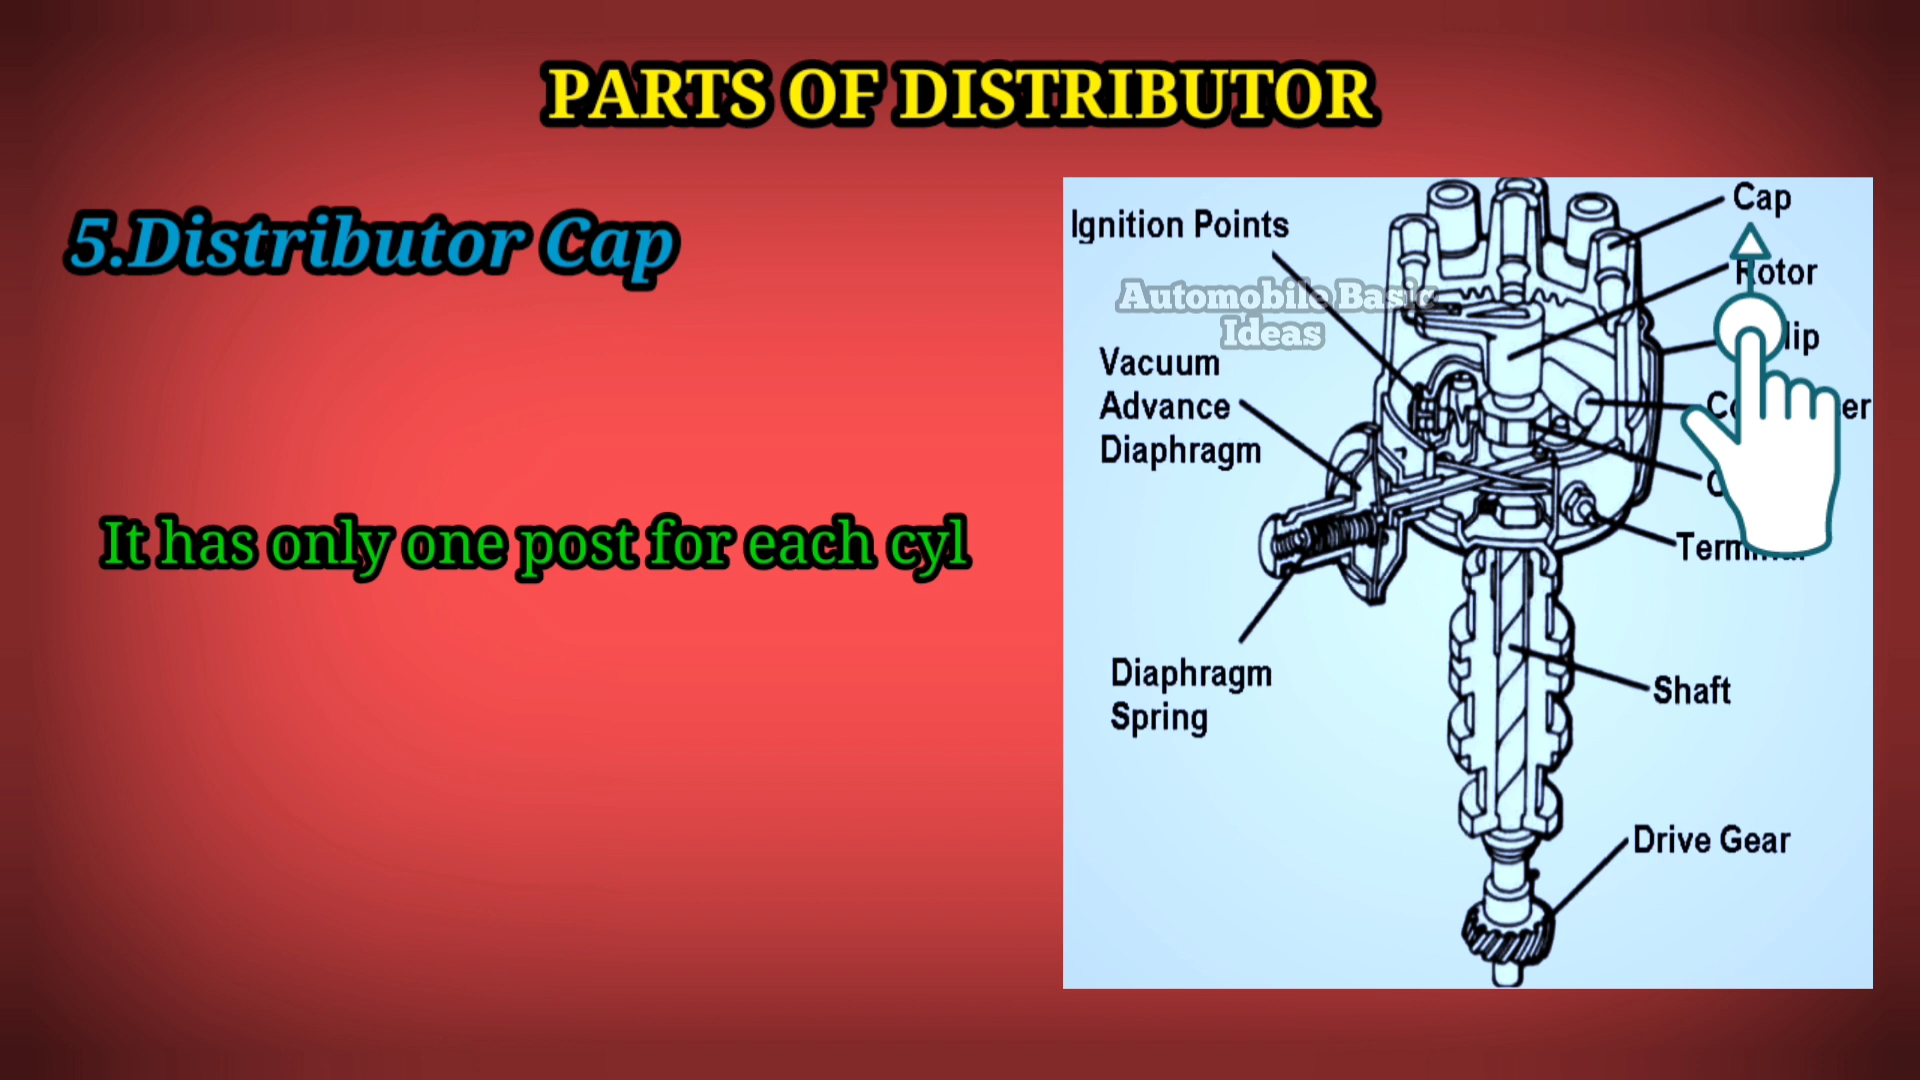 PARTS OF DISTRIBUTOR
5.Distributor Cap
It has only one post for each cyl
Ignition Points
Cap
Rotor
Automobile Basic
Ideas
Vacuum
Advance
Diaphragm
Shaft
Diaphragm
Spring
Drive Gear